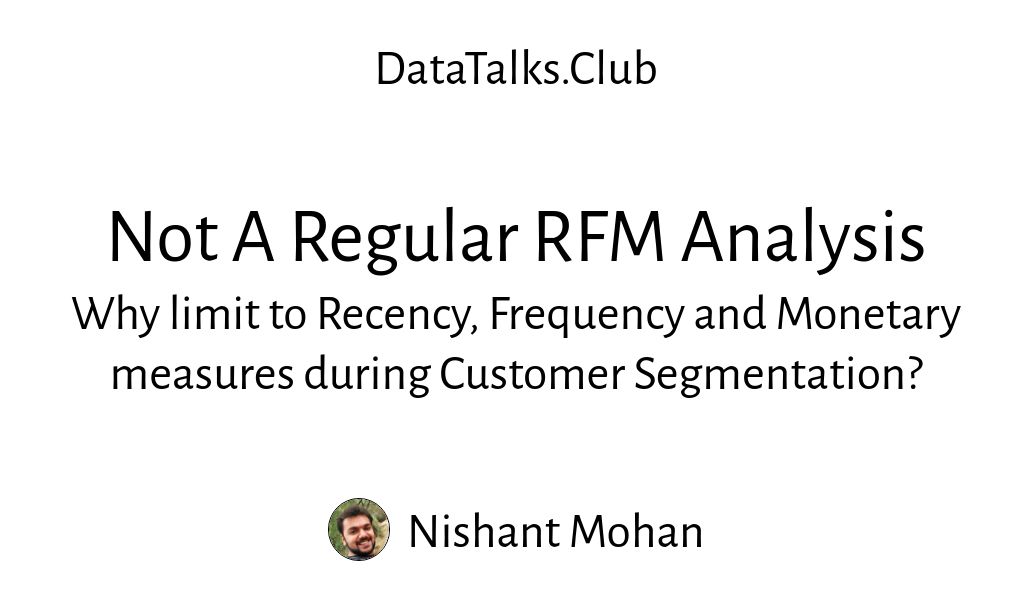 DataTalks.Club
Not A Regular RFM Analysis
Why limit to Recency, Frequency and Monetary
measures during Customer Segmentation?
Nishant Mohan